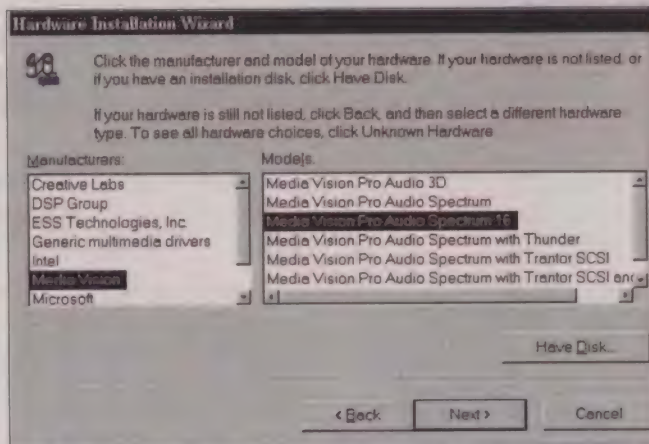 Hardware Installation Wizard
Click the manufacturer and model of your hardware. If your hardware is not listed, or
if you have an installation disk, click Have Disk.
If your hardware is still not listed, click Back, and then select a different hardware
type. To see all hardware choices, click Unknown Hardware
Manufacturers:
Creative Labs
DSP Group
ESS Technologies, Inc
Generic multimedia drivers
Intel
Media Vision
Microsoft
Models:
Media Vision Pro Audio 3D
Media Vision Pro Audio Spectrum
Media Vision Pro Audio Spectrum 16
Media Vision Pro Audio Spectrum with Thunder
Media Vision Pro Audio Spectrum with Trantor SCSI
Media Vision Pro Audio Spectrum with Trantor SCSI and
Have Disk...
< Back
Next >
Cancel